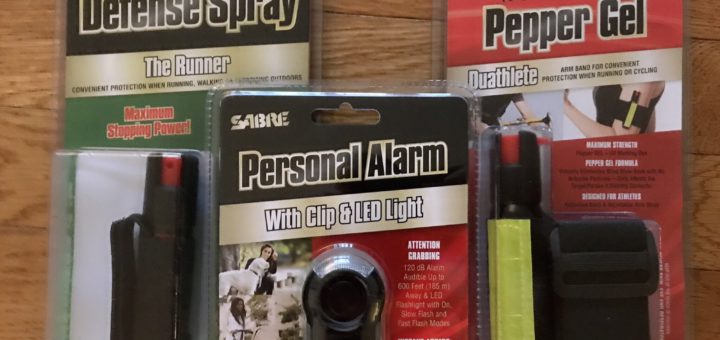 Defense Spray
The Runner
CONVENIENT PROTECTION WHEN RUNNING, WALKING OR EXERCISING OUTDOORS
Maximum
Stopping Power!
SABRE
Personal Alarm
With Clip & LED Light
ATTENTION
GRABBING
120 dB Alarm
Audible Up to
600 Feet (185 m)
Away & LED
Flashlight with On,
Slow Flash and
Fast Flash Modes
Pepper Gel
Duathlete
ARM BAND FOR CONVENIENT
PROTECTION WHEN RUNNING OR CYCLING
MAXIMUM STRENGTH
PEPPER GEL FORMULA
DESIGNED FOR ATHLETES